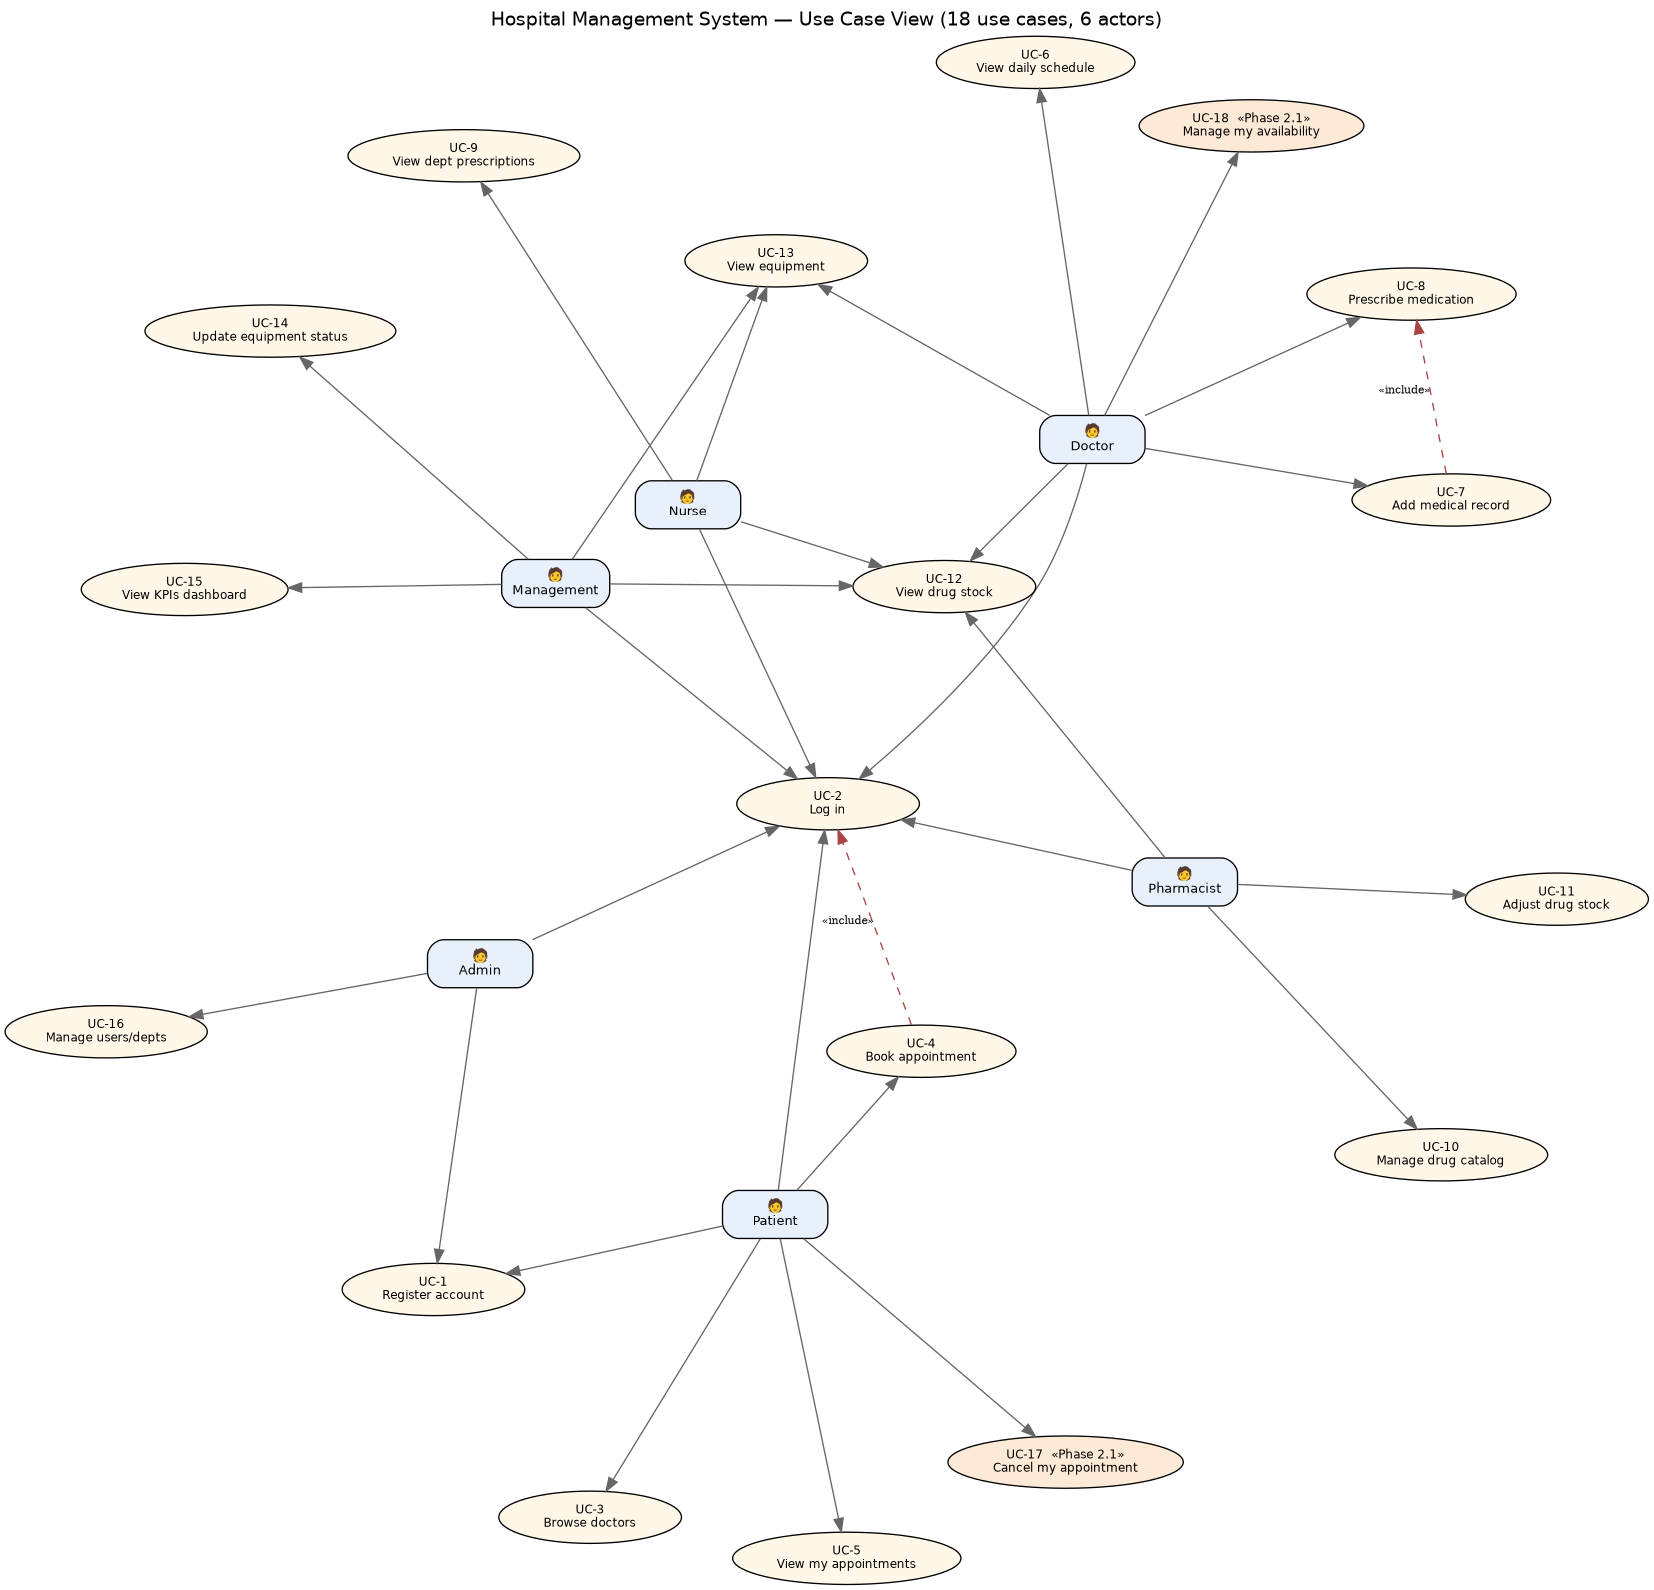 Hospital Management System — Use Case View (18 use cases, 6 actors)
UC-6
View daily schedule
UC-18 «Phase 2.1»
Manage my availability
UC-9
View dept prescriptions
UC-13
View equipment
UC-8
Prescribe medication
UC-14
Update equipment status
«include»
Doctor
UC-7
Add medical record
Nurse
UC-15
View KPIs dashboard
Management
UC-12
View drug stock
UC-2
Log in
Pharmacist
UC-11
Adjust drug stock
«include»
Admin
UC-16
Manage users/depts
UC-4
Book appointment
UC-10
Manage drug catalog
Patient
UC-1
Register account
UC-17 «Phase 2.1»
Cancel my appointment
UC-3
Browse doctors
UC-5
View my appointments